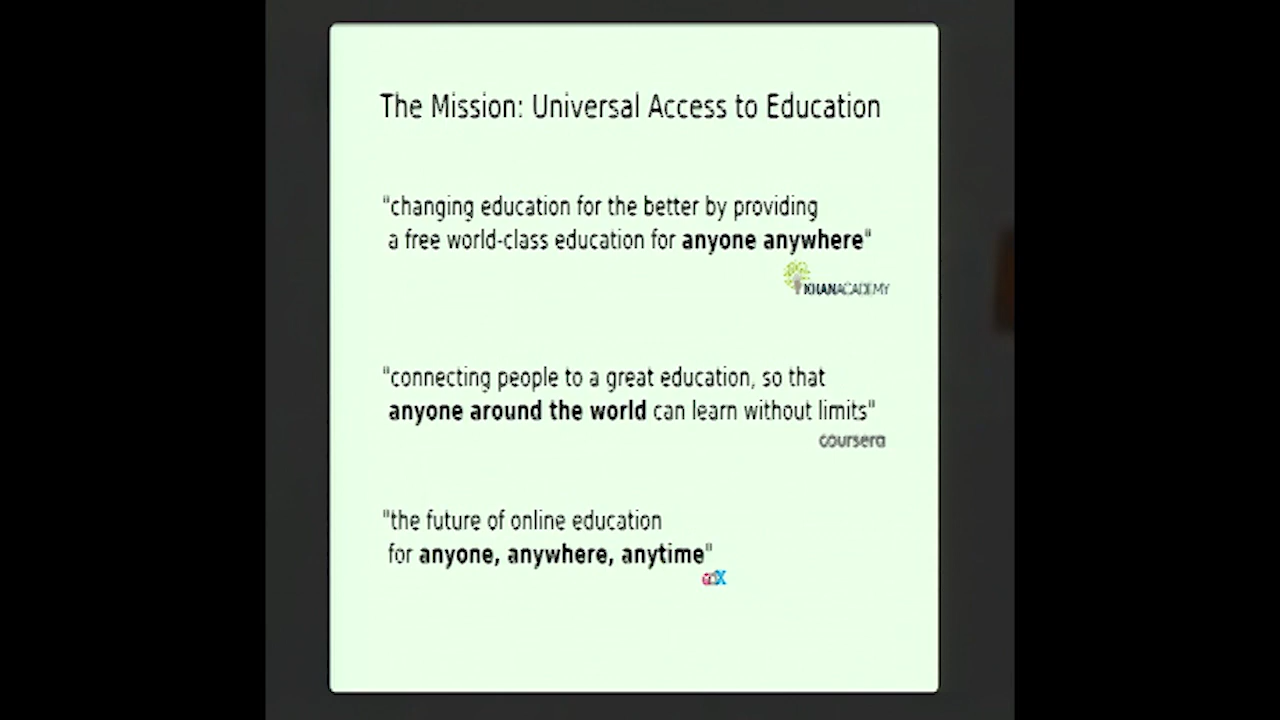 The Mission: Universal Access to Education
"changing education for the better by providing
a free world-class education for anyone anywhere"
KHANACADEMY
"connecting people to a great education, so that
anyone around the world can learn without limits"
coursera
"the future of online education
for anyone, anywhere, anytime"
edX